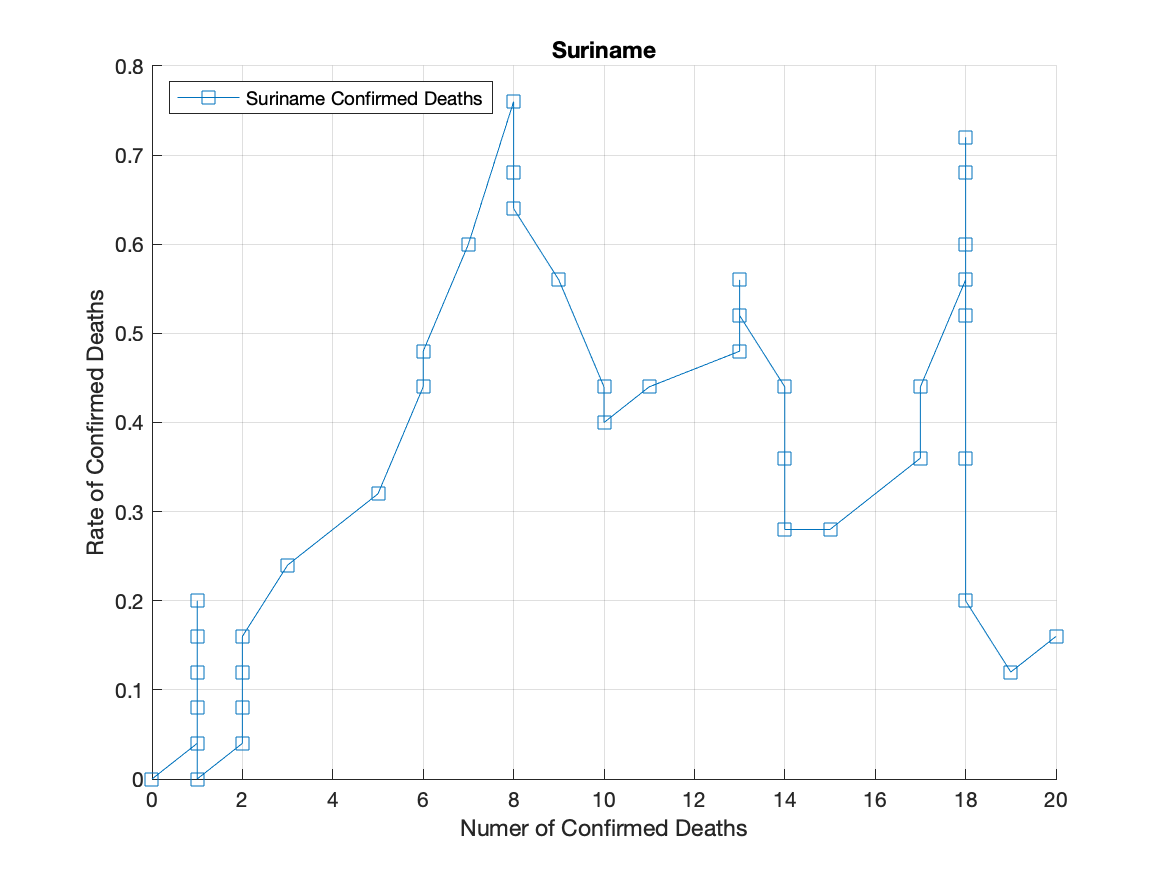 Suriname
Suriname Confirmed Deaths
0.8
0.7
0.6
0.5
0.4
0.3
0.2
0.1
0
Rate of Confirmed Deaths
0 2 4 6 8 10 12 14 16 18 20
Numer of Confirmed Deaths